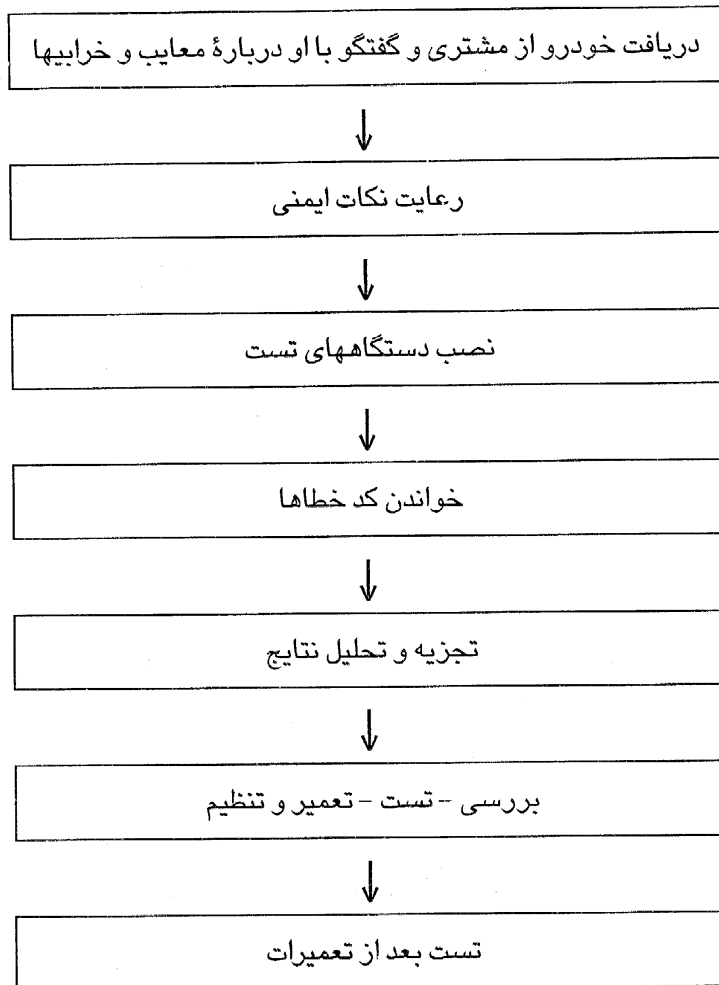 دریافت خودرو از مشتری و گفتگو با او دربارهٔ معایب و خرابیها
رعایت نکات ایمنی
نصب دستگاههای تست
خواندن کد خطاها
تجزیه و تحلیل نتایج
بررسی – تست – تعمیر و تنظیم
تست بعد از تعمیرات